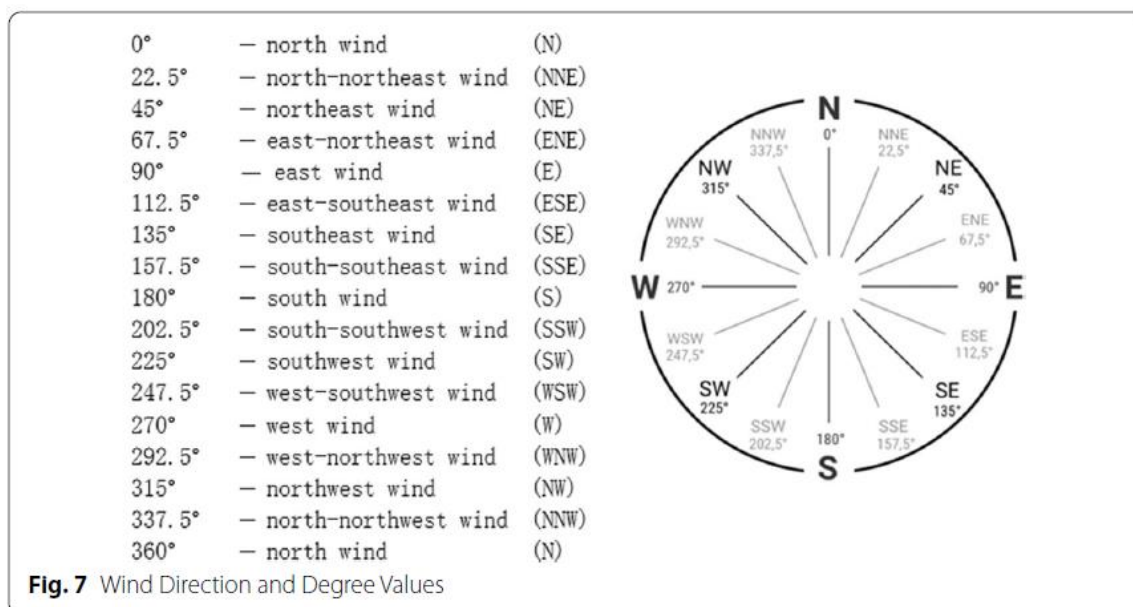 0° — north wind (N)
22.5° — north-northeast wind (NNE)
45° — northeast wind (NE)
67.5° — east-northeast wind (ENE)
90° — east wind (E)
112.5° — east-southeast wind (ESE)
135° — southeast wind (SE)
157.5° — south-southeast wind (SSE)
180° — south wind (S)
202.5° — south-southwest wind (SSW)
225° — southwest wind (SW)
247.5° — west-southwest wind (WSW)
270° — west wind (W)
292.5° — west-northwest wind (WNW)
315° — northwest wind (NW)
337.5° — north-northwest wind (NNW)
360° — north wind (N)
N
0°
NNW
337,5°
NNE
22,5°
NW
315°
NE
45°
WNW
292,5°
ENE
67,5°
W 270°
90° E
WSW
247,5°
ESE
112,5°
SW
225°
SE
135°
SSW
202,5°
SSE
157,5°
180°
S
Fig. 7 Wind Direction and Degree Values